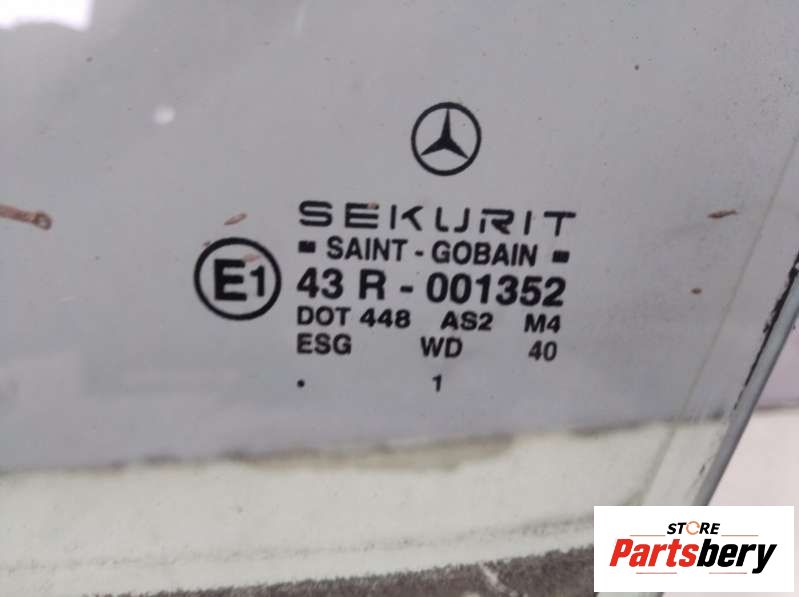 SEKURIT
SAINT - GOBAIN
E1
43 R - 001352
DOT 448 AS2 M4
ESG WD 40
. 1
STORE
Partsbery